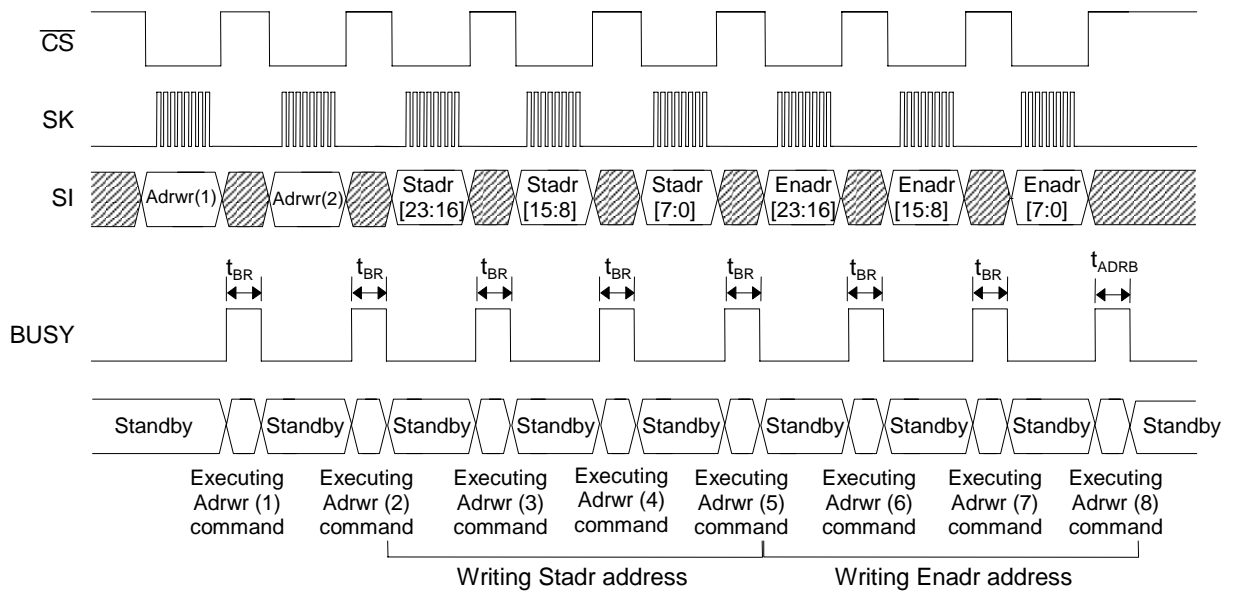 CS
SK
SI
Adrwr(1)
Adrwr(2)
Stadr
[23:16]
Stadr
[15:8]
Stadr
[7:0]
Enadr
[23:16]
Enadr
[15:8]
Enadr
[7:0]
tBR
tBR
tBR
tBR
tBR
tBR
tBR
tADRB
BUSY
Standby
Standby
Standby
Standby
Standby
Standby
Standby
Standby
Standby
Executing
Adrwr (1)
command
Executing
Adrwr (2)
command
Executing
Adrwr (3)
command
Executing
Adrwr (4)
command
Executing
Adrwr (5)
command
Executing
Adrwr (6)
command
Executing
Adrwr (7)
command
Executing
Adrwr (8)
command
Writing Stadr address
Writing Enadr address